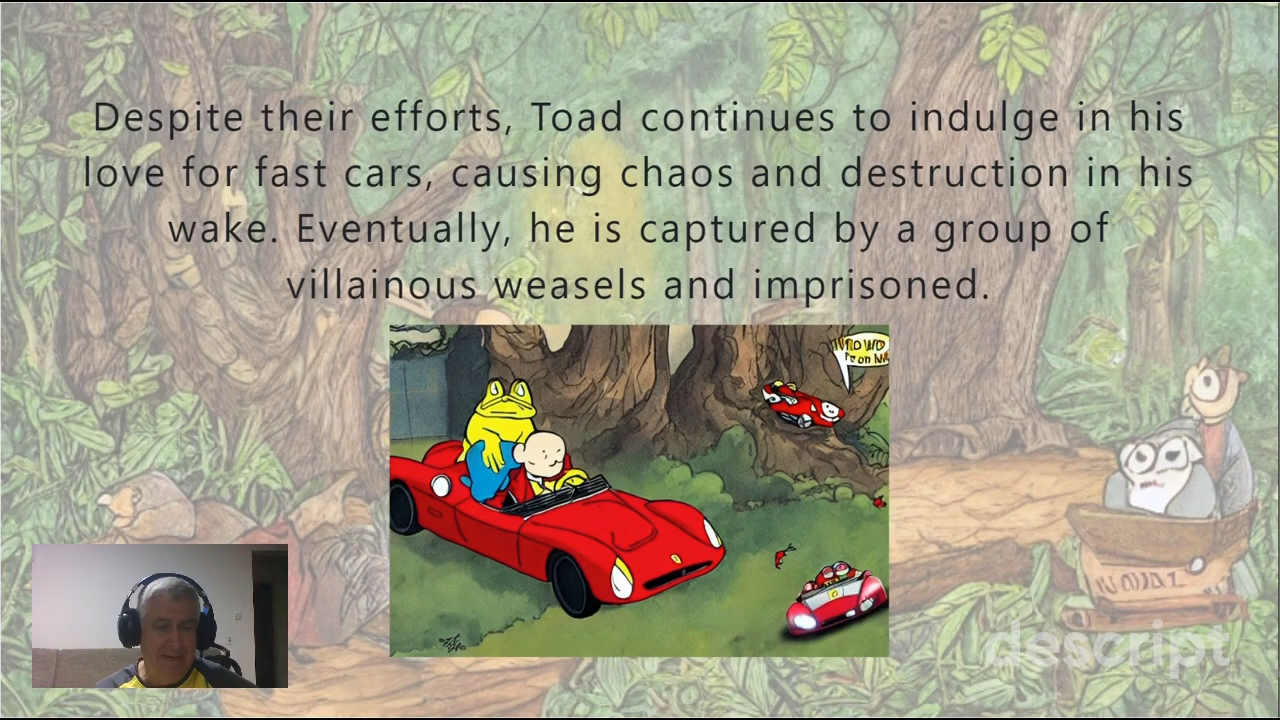 Despite their efforts, Toad continues to indulge in his
love for fast cars, causing chaos and destruction in his
wake. Eventually, he is captured by a group of
villainous weasels and imprisoned.
descript